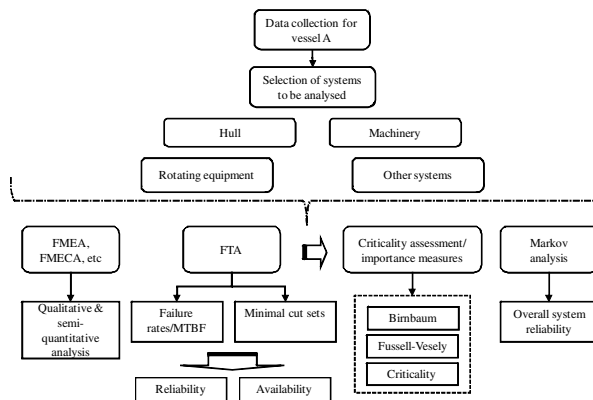 Data collection for
vessel A
Selection of systems
to be analysed
Hull
Machinery
Rotating equipment
Other systems
FMEA,
FMECA, etc
FTA
Criticality assessment/
importance measures
Markov
analysis
Qualitative &
semi-
quantitative
analysis
Failure
rates/MTBF
Minimal cut sets
Birnbaum
Fussell-Vesely
Criticality
Overall system
reliability
Reliability
Availability